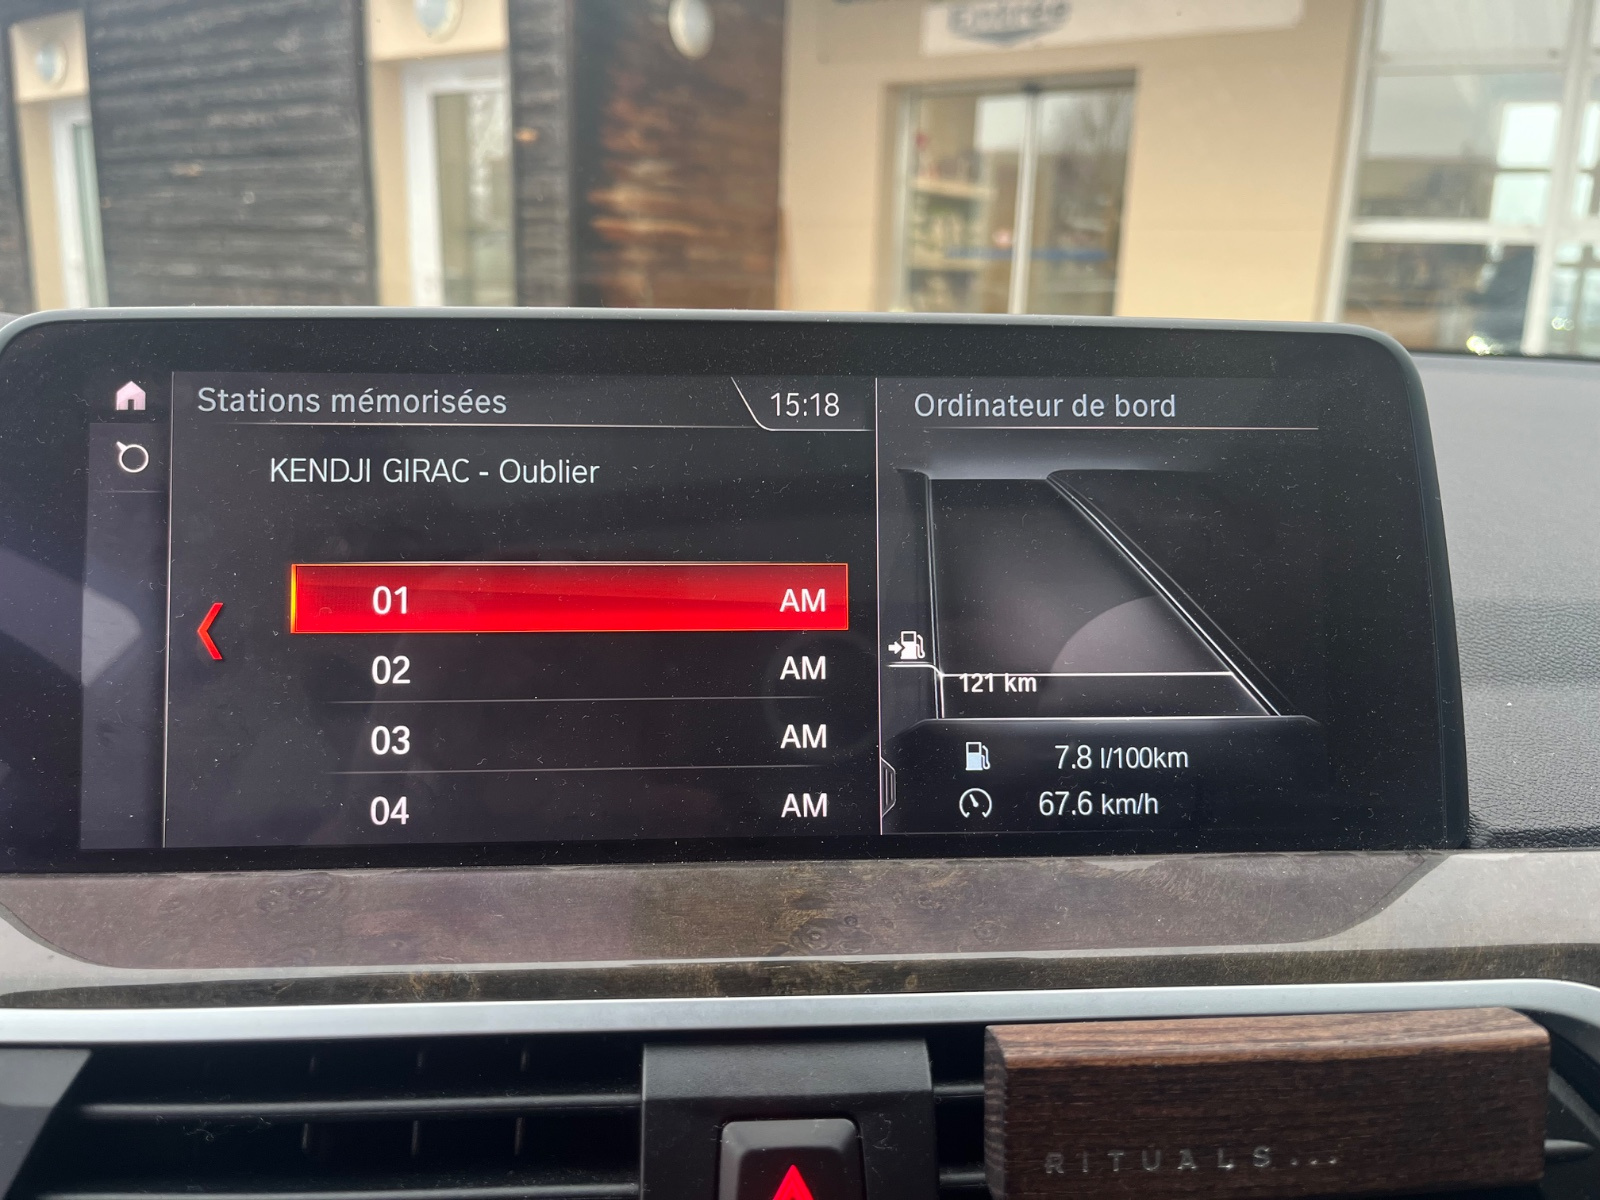 Entrée
Stations mémorisées
15:18
Ordinateur de bord
KENDJI GIRAC - Oublier
01 AM
02 AM
03 AM
04 AM
121 km
7.8 l/100km
67.6 km/h
RITUALS...